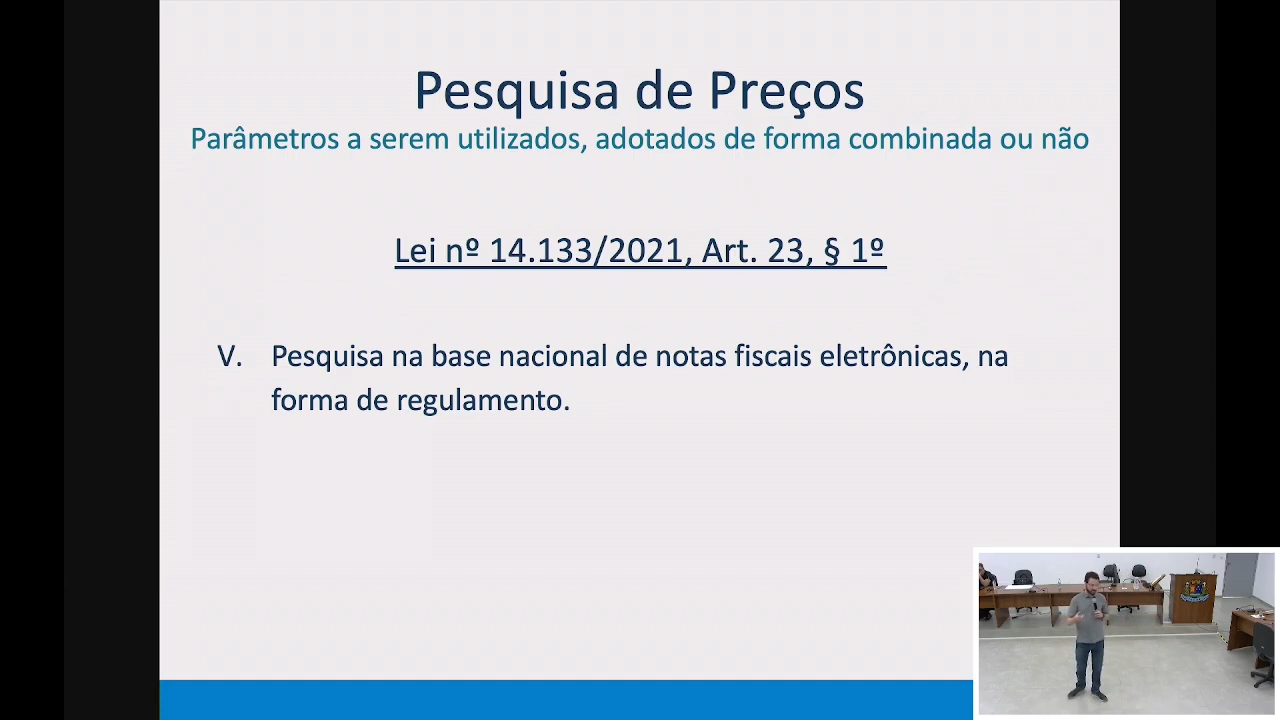 Pesquisa de Preços
Parâmetros a serem utilizados, adotados de forma combinada ou não
Lei nº 14.133/2021, Art. 23, § 1º
V. Pesquisa na base nacional de notas fiscais eletrônicas, na
forma de regulamento.